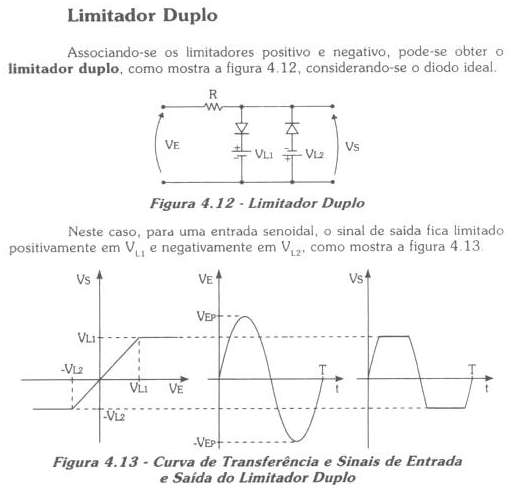 Limitador Duplo
Associando-se os limitadores positivo e negativo, pode-se obter o
limitador duplo, como mostra a figura 4.12, considerando-se o diodo ideal.
R
VE
+
-
VL1
-
+
VL2
VS
Figura 4.12 - Limitador Duplo
Neste caso, para uma entrada senoidal, o sinal de saída fica limitado
positivamente em VL1 e negativamente em VL2, como mostra a figura 4.13.
VS
VE
VS
VEP
VL1
-VL2
T
T
VL1
VE
t
t
-VL2
-VEP
Figura 4.13 - Curva de Transferência e Sinais de Entrada
e Saída do Limitador Duplo